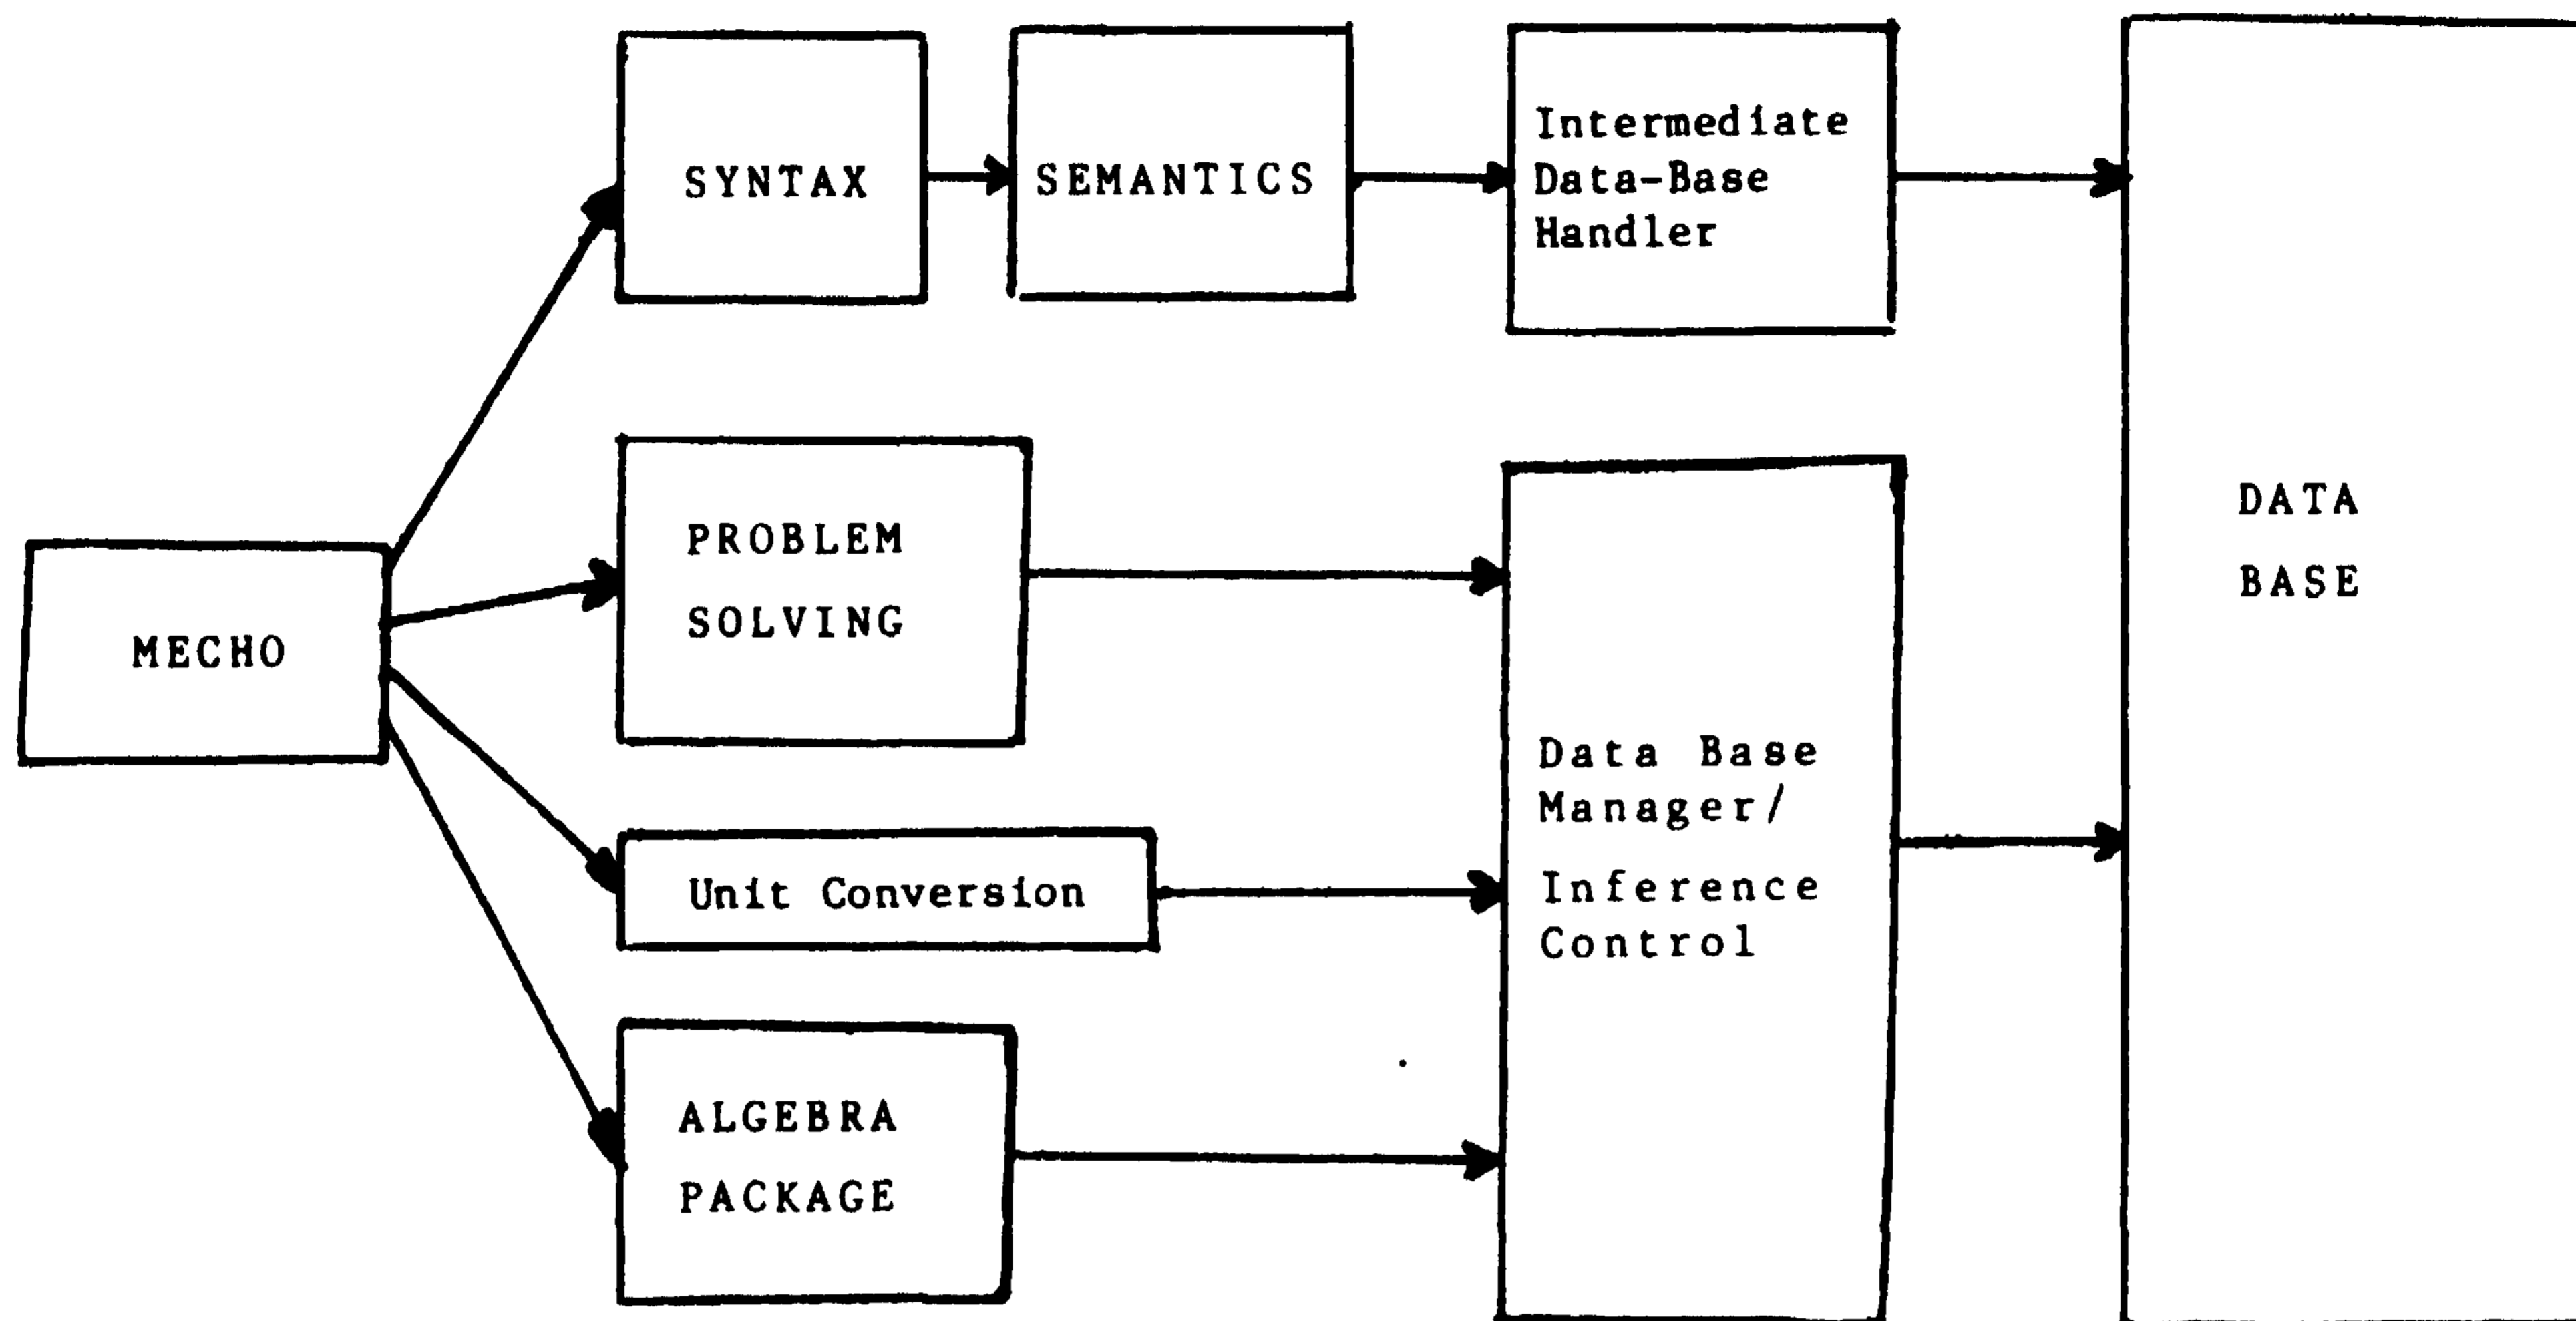 SYNTAX
SEMANTICS
Intermediate
Data-Base
Handler
MECHO
PROBLEM
SOLVING
Unit Conversion
ALGEBRA
PACKAGE
Data Base
Manager/
Inference
Control
DATA
BASE